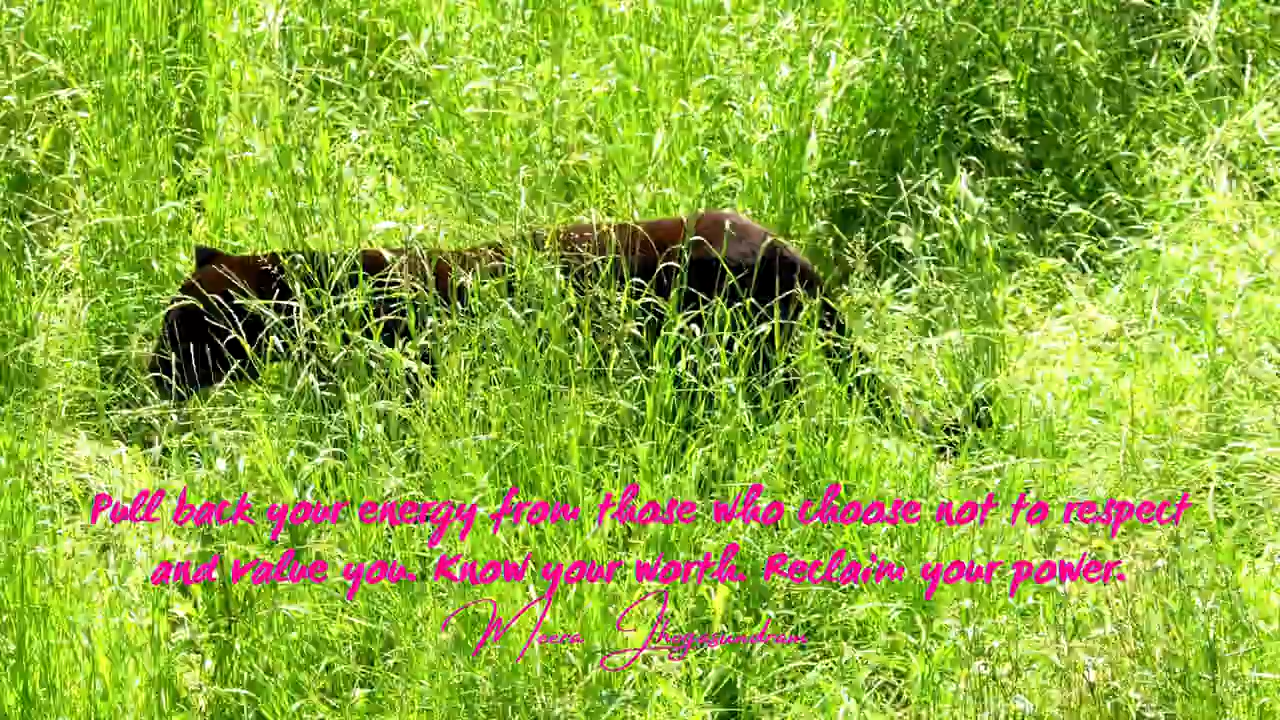 Pull back your energy from those who choose not to respect
and value you. Know your worth. Reclaim your power.
Meera Jhogasundram